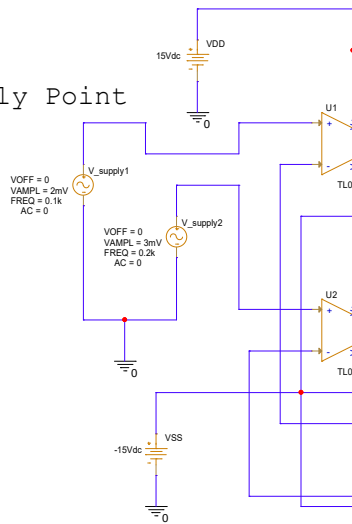 VDD
15Vdc
0
ly Point
U1
+
-
TL0
V_supply1
VOFF = 0
VAMPL = 2mV
FREQ = 0.1k
AC = 0
V_supply2
VOFF = 0
VAMPL = 3mV
FREQ = 0.2k
AC = 0
U2
+
-
TL0
0
VSS
-15Vdc
0